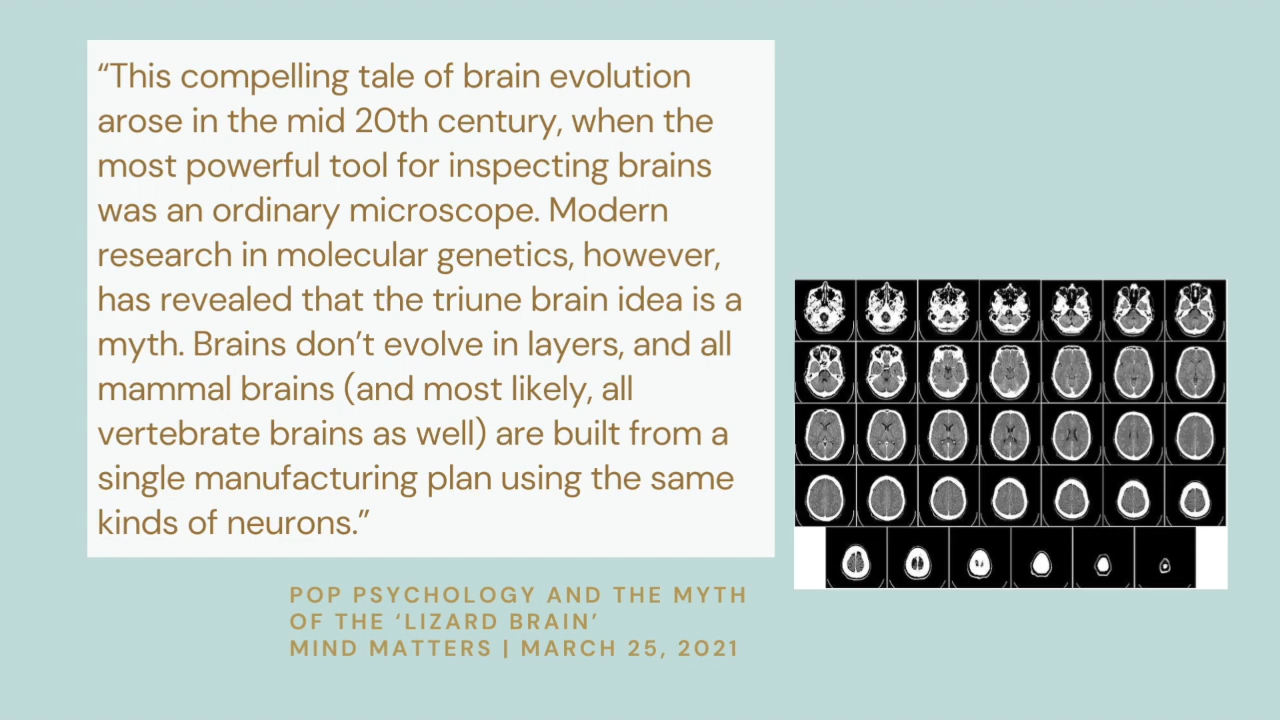 “This compelling tale of brain evolution
arose in the mid 20th century, when the
most powerful tool for inspecting brains
was an ordinary microscope. Modern
research in molecular genetics, however,
has revealed that the triune brain idea is a
myth. Brains don’t evolve in layers, and all
mammal brains (and most likely, all
vertebrate brains as well) are built from a
single manufacturing plan using the same
kinds of neurons.”
POP PSYCHOLOGY AND THE MYTH
OF THE ‘LIZARD BRAIN’
MIND MATTERS | MARCH 25, 2021